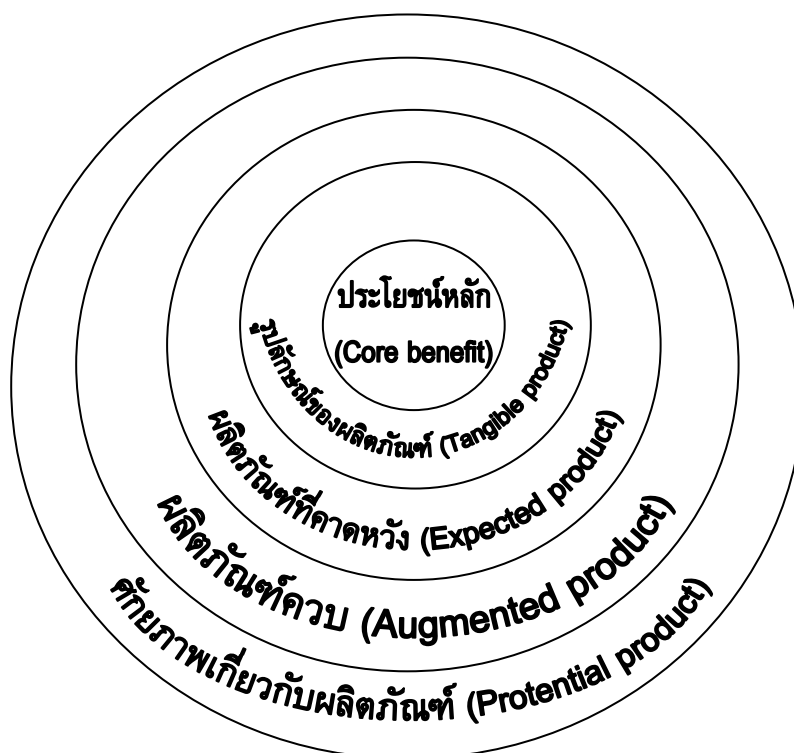 ประโยชน์หลัก
(Core benefit)
รูปลักษณ์ของผลิตภัณฑ์ (Tangible product)
ผลิตภัณฑ์ที่คาดหวัง (Expected product)
ผลิตภัณฑ์ควบ (Augmented product)
ศักยภาพเกี่ยวกับผลิตภัณฑ์ (Protential product)